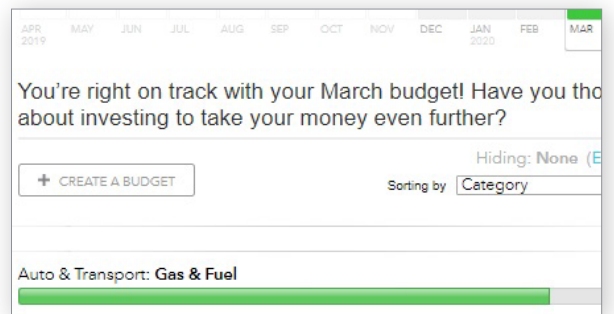 APR MAY JUN JUL AUG SEP OCT NOV DEC JAN FEB MAR
2019 2020
You’re right on track with your March budget! Have you tho
about investing to take your money even further?
Hiding: None (E
+ CREATE A BUDGET
Sorting by Category
Auto & Transport: Gas & Fuel